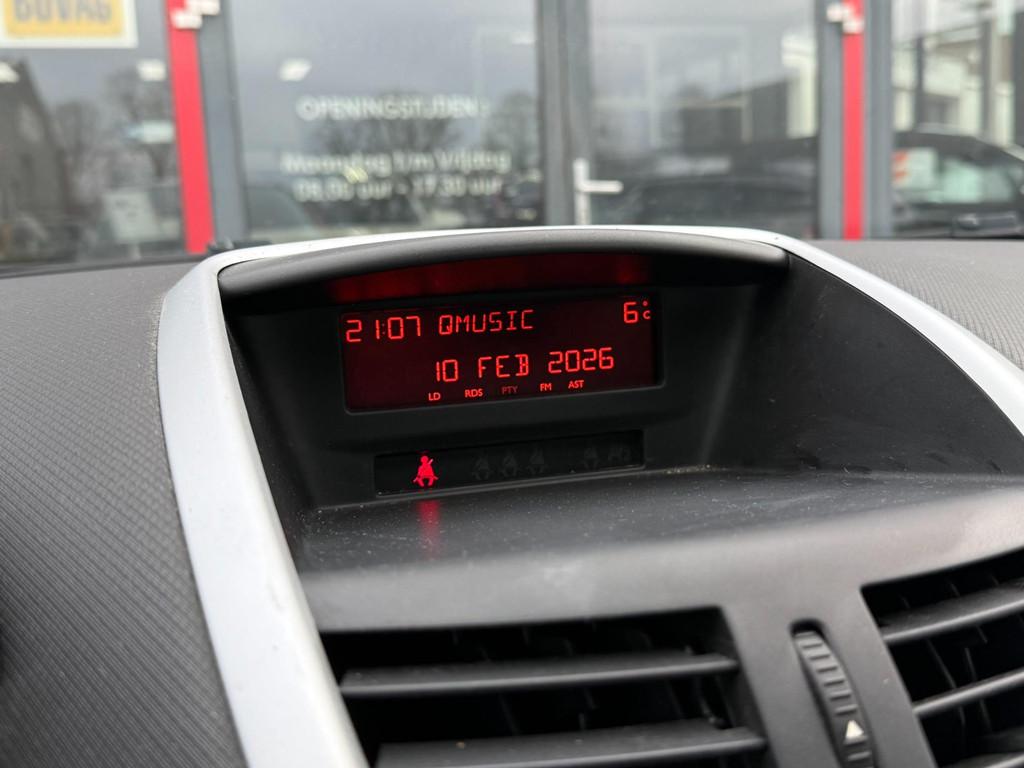 BOVAG
OPENINGSTIJDEN:
Maandag t/m Vrijdag
08.00 uur - 17.30 uur
21:07 QMUSIC 6°C
10 FEB 2026
LD RDS PTY FM AST